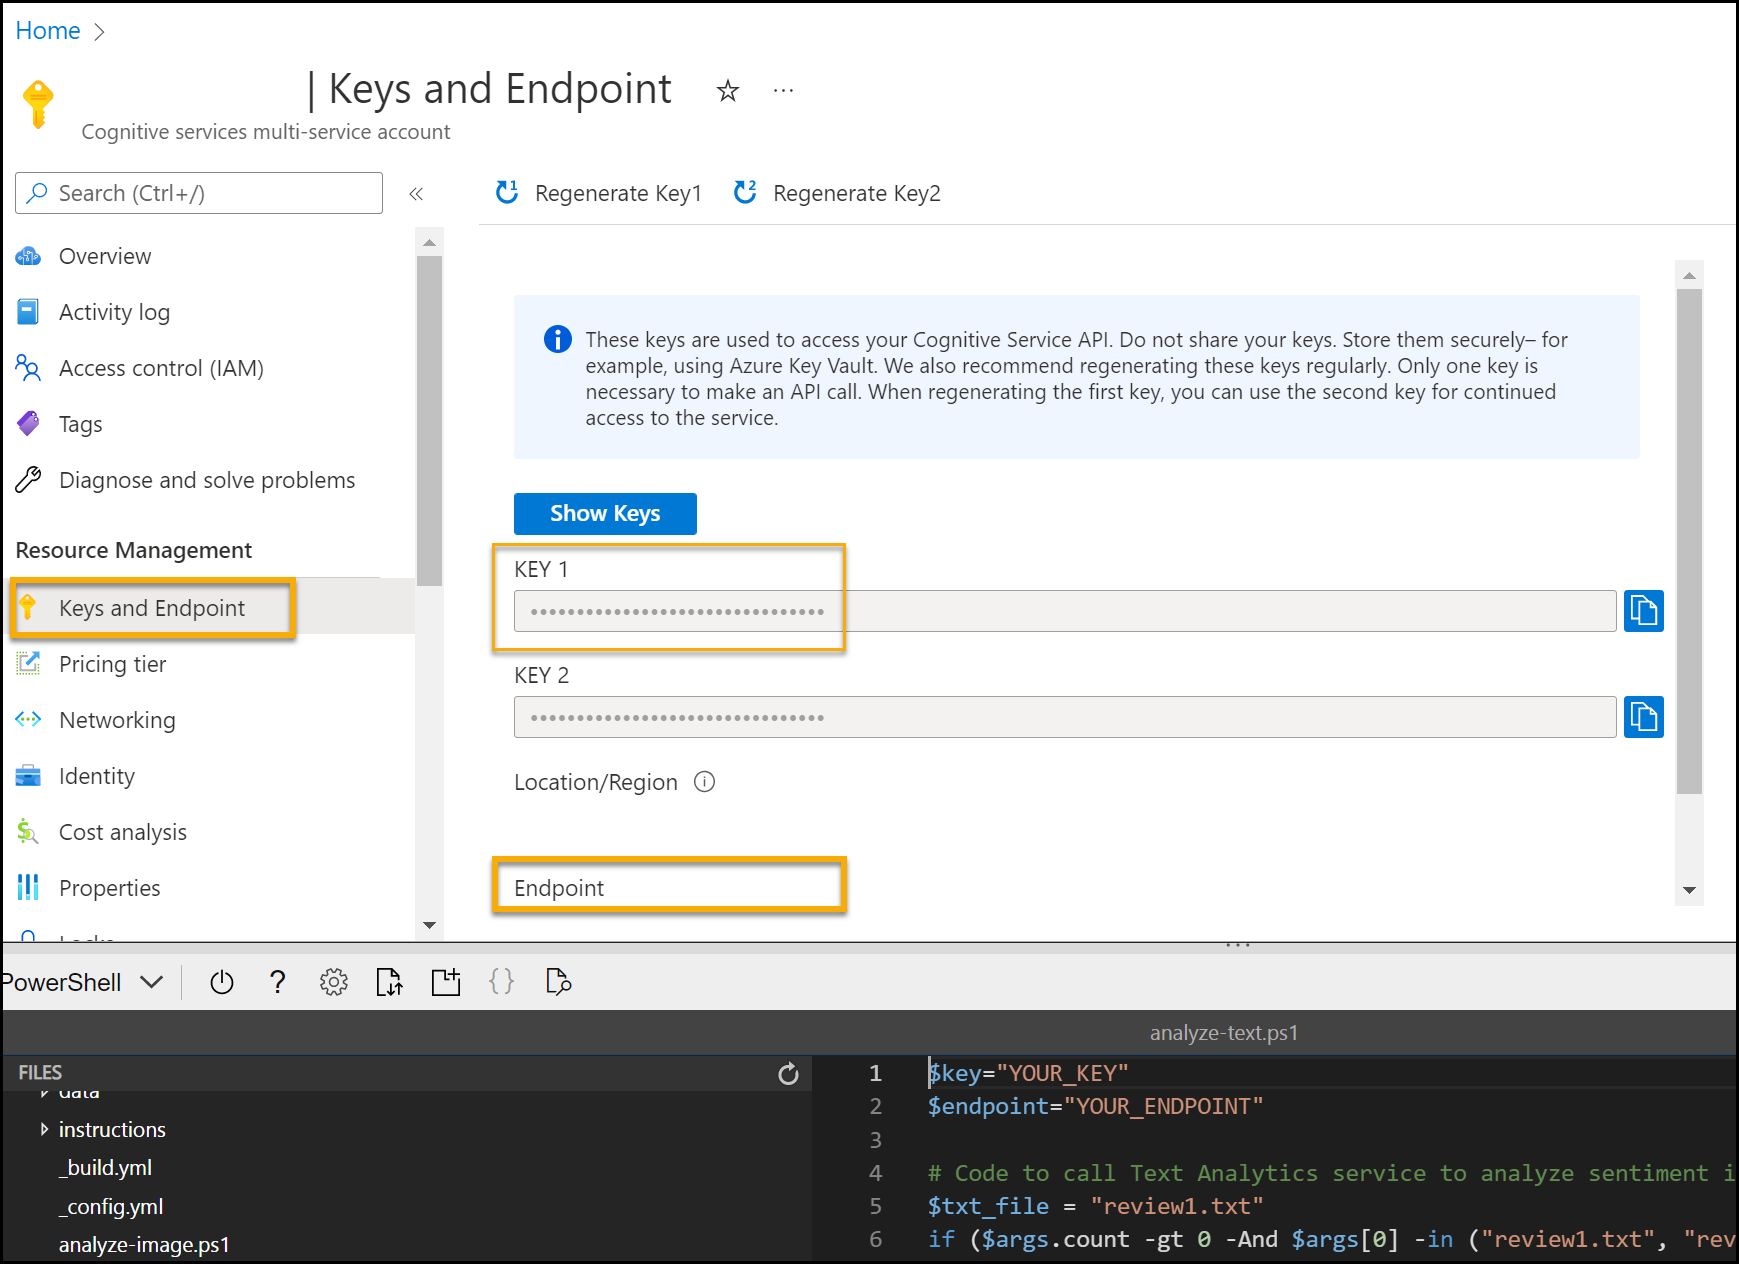 Home
| Keys and Endpoint
Cognitive services multi-service account
Search (Ctrl+/)
Regenerate Key1
Regenerate Key2
Overview
Activity log
Access control (IAM)
Tags
Diagnose and solve problems
Resource Management
Keys and Endpoint
Pricing tier
Networking
Identity
Cost analysis
Properties
Locks
These keys are used to access your Cognitive Service API. Do not share your keys. Store them securely– for
example, using Azure Key Vault. We also recommend regenerating these keys regularly. Only one key is
necessary to make an API call. When regenerating the first key, you can use the second key for continued
access to the service.
Show Keys
KEY 1
KEY 2
Location/Region
Endpoint
PowerShell
analyze-text.ps1
FILES
data
instructions
_build.yml
_config.yml
analyze-image.ps1
1 $key="YOUR_KEY"
2 $endpoint="YOUR_ENDPOINT"
3
4 # Code to call Text Analytics service to analyze sentiment i
5 $txt_file = "review1.txt"
6 if ($args.count -gt 0 -And $args[0] -in ("review1.txt", "rev